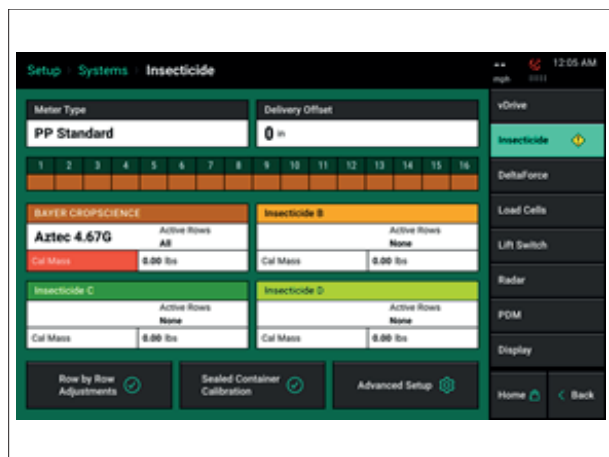 Setup Systems Insecticide
-- mph
12:05 AM
Meter Type
PP Standard
Delivery Offset
0 in
1 2 3 4 5 6 7 8 9 10 11 12 13 14 15 16
BAYER CROPSCIENCE
Aztec 4.67G
Active Rows
All
Cal Mass
0.00 lbs
Insecticide B
Active Rows
None
Cal Mass
0.00 lbs
Insecticide C
Active Rows
None
Cal Mass
0.00 lbs
Insecticide D
Active Rows
None
Cal Mass
0.00 lbs
Row by Row
Adjustments
Sealed Container
Calibration
Advanced Setup
vDrive
Insecticide
DeltaForce
Load Cells
Lift Switch
Radar
PDM
Display
Home
< Back